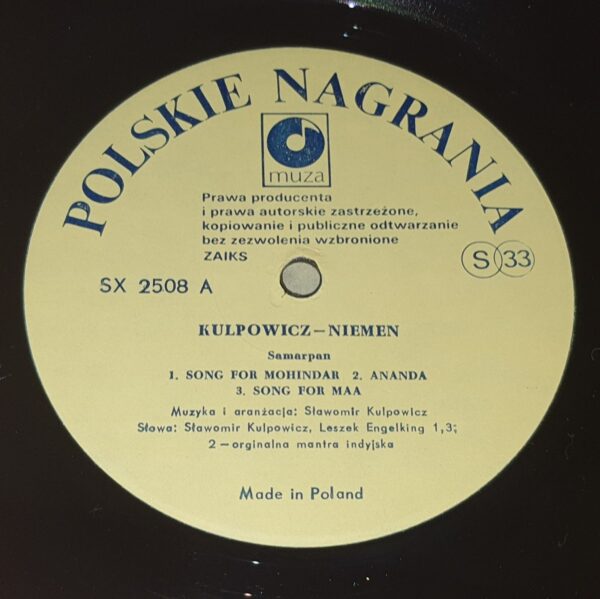 POLSKIE NAGRANIA
muza
Prawa producenta
i prawa autorskie zastrzeżone,
kopiowanie i publiczne odtwarzanie
bez zezwolenia wzbronione
ZAIKS
S 33
SX 2508 A
KULPOWICZ—NIEMEN
Samarpan
1. SONG FOR MOHINDAR 2. ANANDA
3. SONG FOR MAA
Muzyka i aranżacja: Sławomir Kulpowicz
Słowa: Sławomir Kulpowicz, Leszek Engelking 1,3;
2—orginalna mantra indyjska
Made in Poland